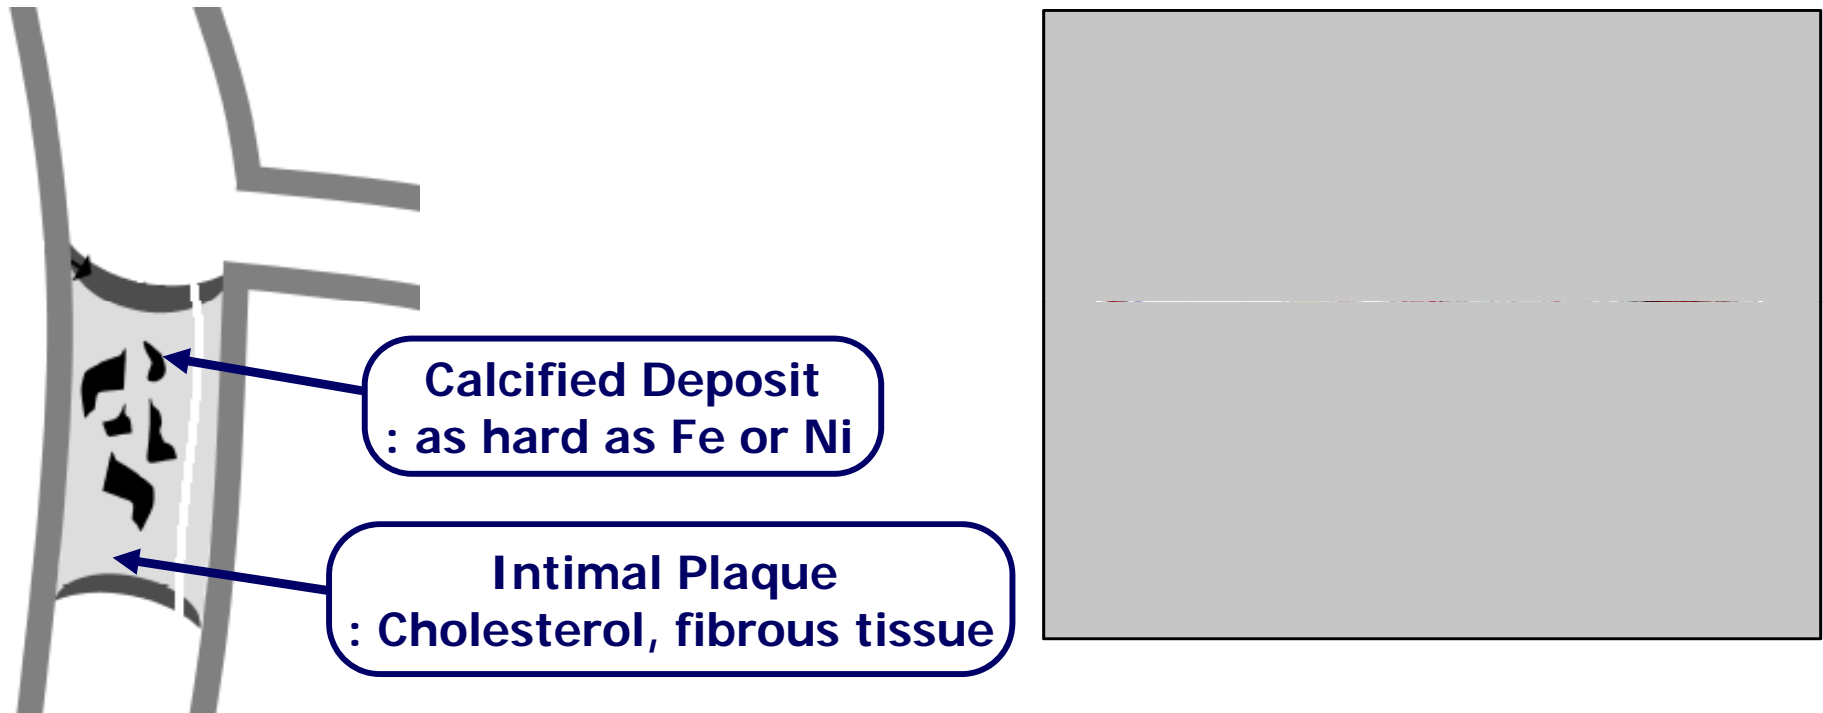 Calcified Deposit
: as hard as Fe or Ni
Intimal Plaque
: Cholesterol, fibrous tissue